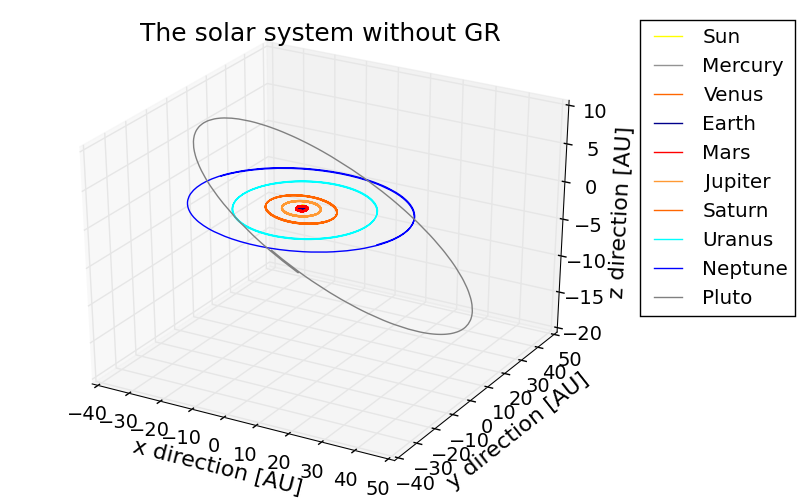 The solar system without GR
Sun
Mercury
Venus
Earth
Mars
Jupiter
Saturn
Uranus
Neptune
Pluto
10
5
0
−5
−10
−15
−20
z direction [AU]
−40
−30
−20
−10
0
10
20
30
40
50
x direction [AU]
−40
−30
−20
−10
0
10
20
30
40
50
y direction [AU]